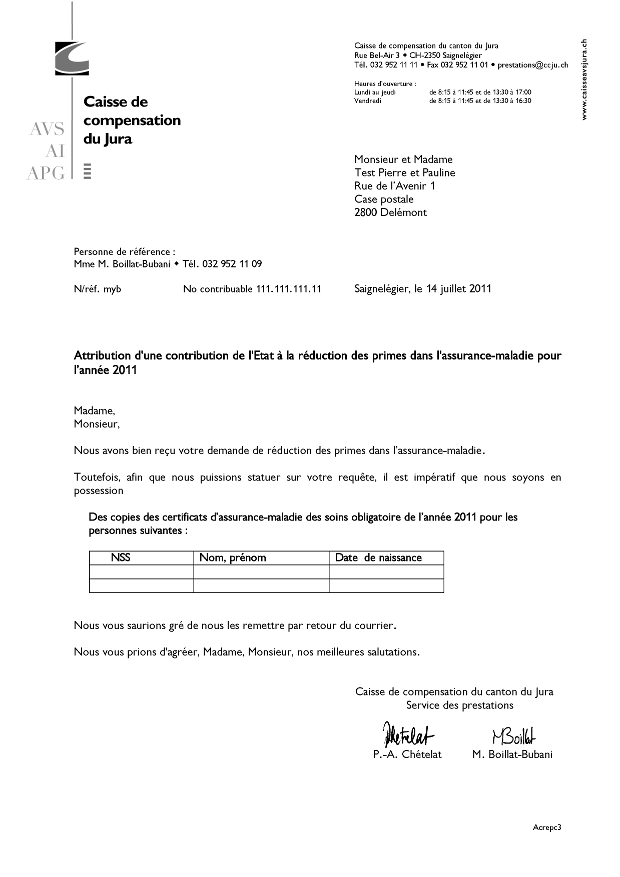 Caisse de compensation du canton du Jura
Rue Bel-Air 3 • CH-2350 Saignelégier
Tél. 032 952 11 11 • Fax 032 952 11 01 • prestations@ccju.ch
Heures d'ouverture :
Lundi au jeudi de 8:15 à 11:45 et de 13:30 à 17:00
Vendredi de 8:15 à 11:45 et de 13:30 à 16:30
www.caisseavsjura.ch
Caisse de
compensation
du Jura
AVS
AI
APG
Monsieur et Madame
Test Pierre et Pauline
Rue de l'Avenir 1
Case postale
2800 Delémont
Personne de référence :
Mme M. Boillat-Bubani • Tél. 032 952 11 09
N/réf. myb No contribuable 111.111.111.11 Saignelégier, le 14 juillet 2011
Attribution d'une contribution de l'Etat à la réduction des primes dans l'assurance-maladie pour
l'année 2011
Madame,
Monsieur,
Nous avons bien reçu votre demande de réduction des primes dans l'assurance-maladie.
Toutefois, afin que nous puissions statuer sur votre requête, il est impératif que nous soyons en
possession
Des copies des certificats d'assurance-maladie des soins obligatoire de l'année 2011 pour les
personnes suivantes :
NSS Nom, prénom Date de naissance
Nous vous saurions gré de nous les remettre par retour du courrier.
Nous vous prions d'agréer, Madame, Monsieur, nos meilleures salutations.
Caisse de compensation du canton du Jura
Service des prestations
PChetelat MBoillat
P.-A. Chételat M. Boillat-Bubani
Acrepc3